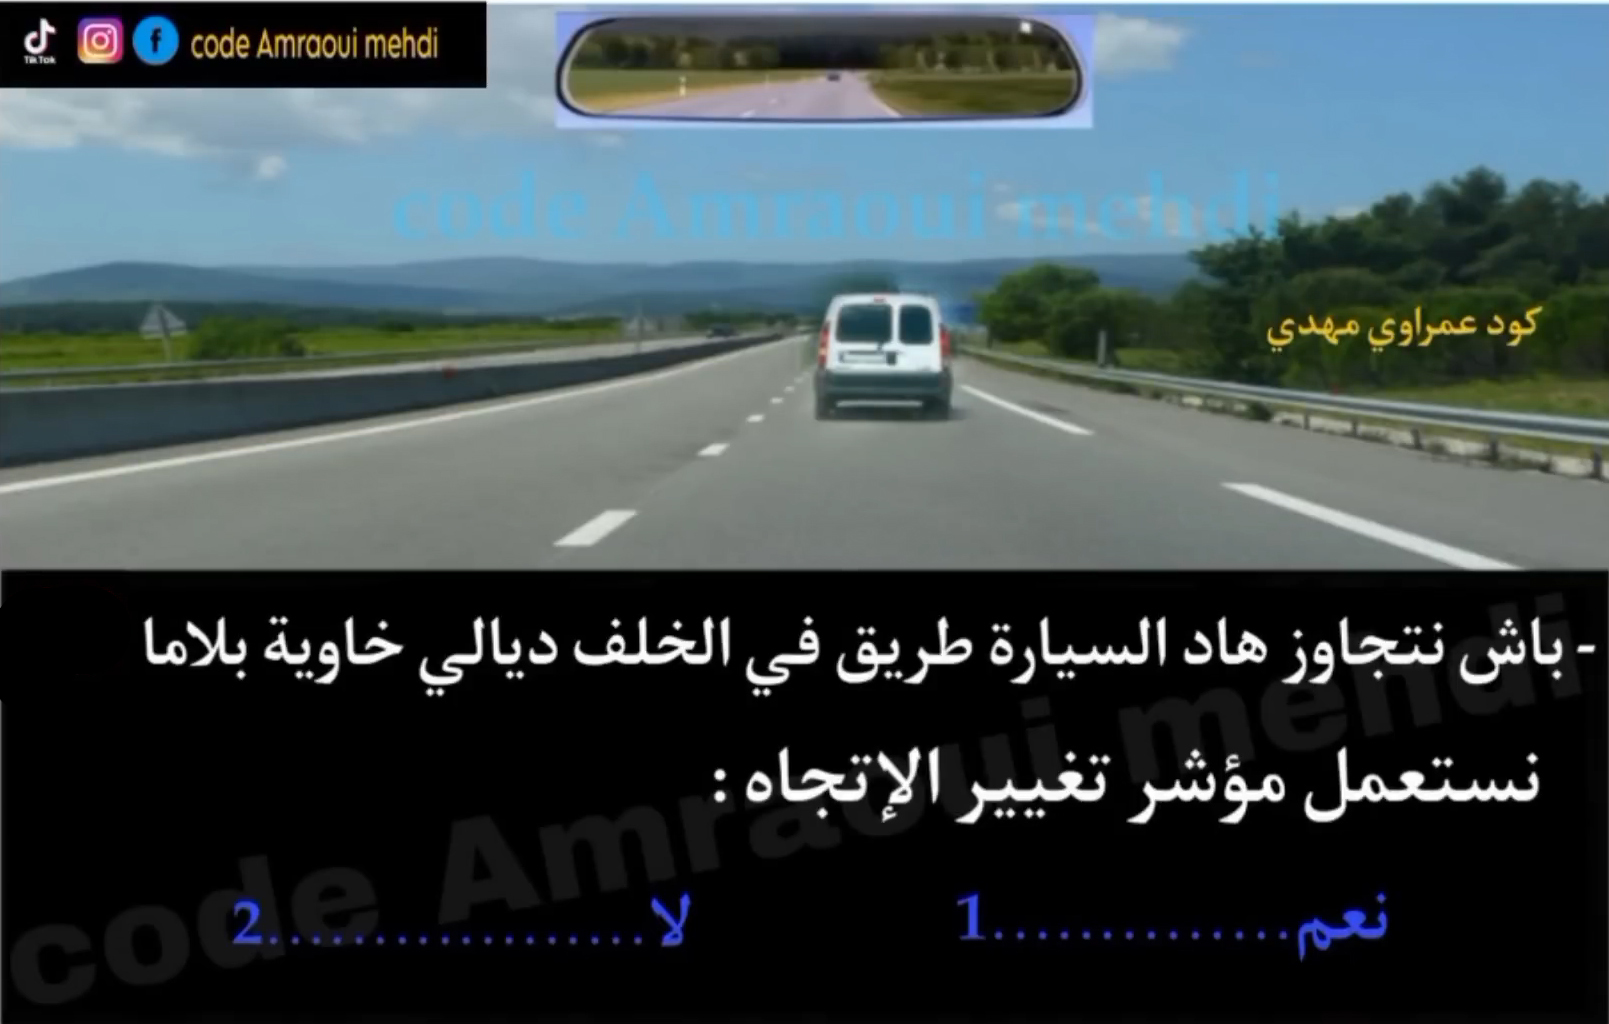 TikTok
code Amraoui mehdi
code Amraoui mehdi
كود عمراوي مهدي
- باش نتجاوز هاد السيارة طريق في الخلف ديالي خاوية بلاما
نستعمل مؤشر تغيير الإتجاه :
نعم..............1 لا..................2
code Amraoui mehdi